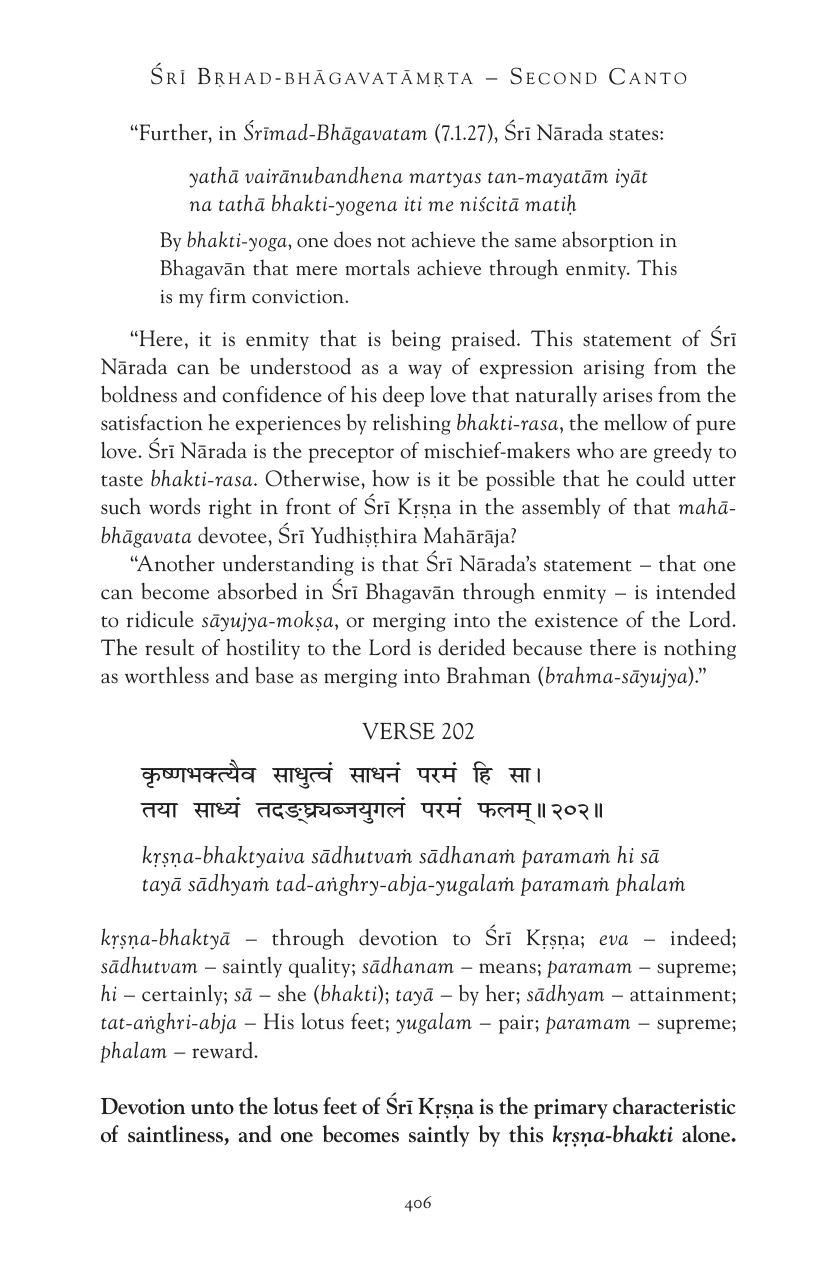 Śrī Bṛhad-bhāgavatāmṛta – Second Canto
“Further, in Śrīmad-Bhāgavatam (7.1.27), Śrī Nārada states:
yathā vairānubandhena martyas tan-mayatām iyāt
na tathā bhakti-yogena iti me niścitā matiḥ
By bhakti-yoga, one does not achieve the same absorption in
Bhagavān that mere mortals achieve through enmity. This
is my firm conviction.
“Here, it is enmity that is being praised. This statement of Śrī
Nārada can be understood as a way of expression arising from the
boldness and confidence of his deep love that naturally arises from the
satisfaction he experiences by relishing bhakti-rasa, the mellow of pure
love. Śrī Nārada is the preceptor of mischief-makers who are greedy to
taste bhakti-rasa. Otherwise, how is it be possible that he could utter
such words right in front of Śrī Kṛṣṇa in the assembly of that mahā-
bhāgavata devotee, Śrī Yudhiṣṭhira Mahārāja?
“Another understanding is that Śrī Nārada’s statement – that one
can become absorbed in Śrī Bhagavān through enmity – is intended
to ridicule sāyujya-mokṣa, or merging into the existence of the Lord.
The result of hostility to the Lord is derided because there is nothing
as worthless and base as merging into Brahman (brahma-sāyujya).”
VERSE 202
कृष्णभक्त्यैव साधुत्वं साधनं परमं हि सा।
तया साध्यं तदङ्घ्र्यब्जयुगलं परमं फलम्॥२०२॥
kṛṣṇa-bhaktyaiva sādhutvaṁ sādhanaṁ paramaṁ hi sā
tayā sādhyaṁ tad-aṅghry-abja-yugalaṁ paramaṁ phalaṁ
kṛṣṇa-bhaktyā – through devotion to Śrī Kṛṣṇa; eva – indeed;
sādhutvam – saintly quality; sādhanam – means; paramam – supreme;
hi – certainly; sā – she (bhakti); tayā – by her; sādhyam – attainment;
tat-aṅghri-abja – His lotus feet; yugalam – pair; paramam – supreme;
phalam – reward.
Devotion unto the lotus feet of Śrī Kṛṣṇa is the primary characteristic
of saintliness, and one becomes saintly by this kṛṣṇa-bhakti alone.
406